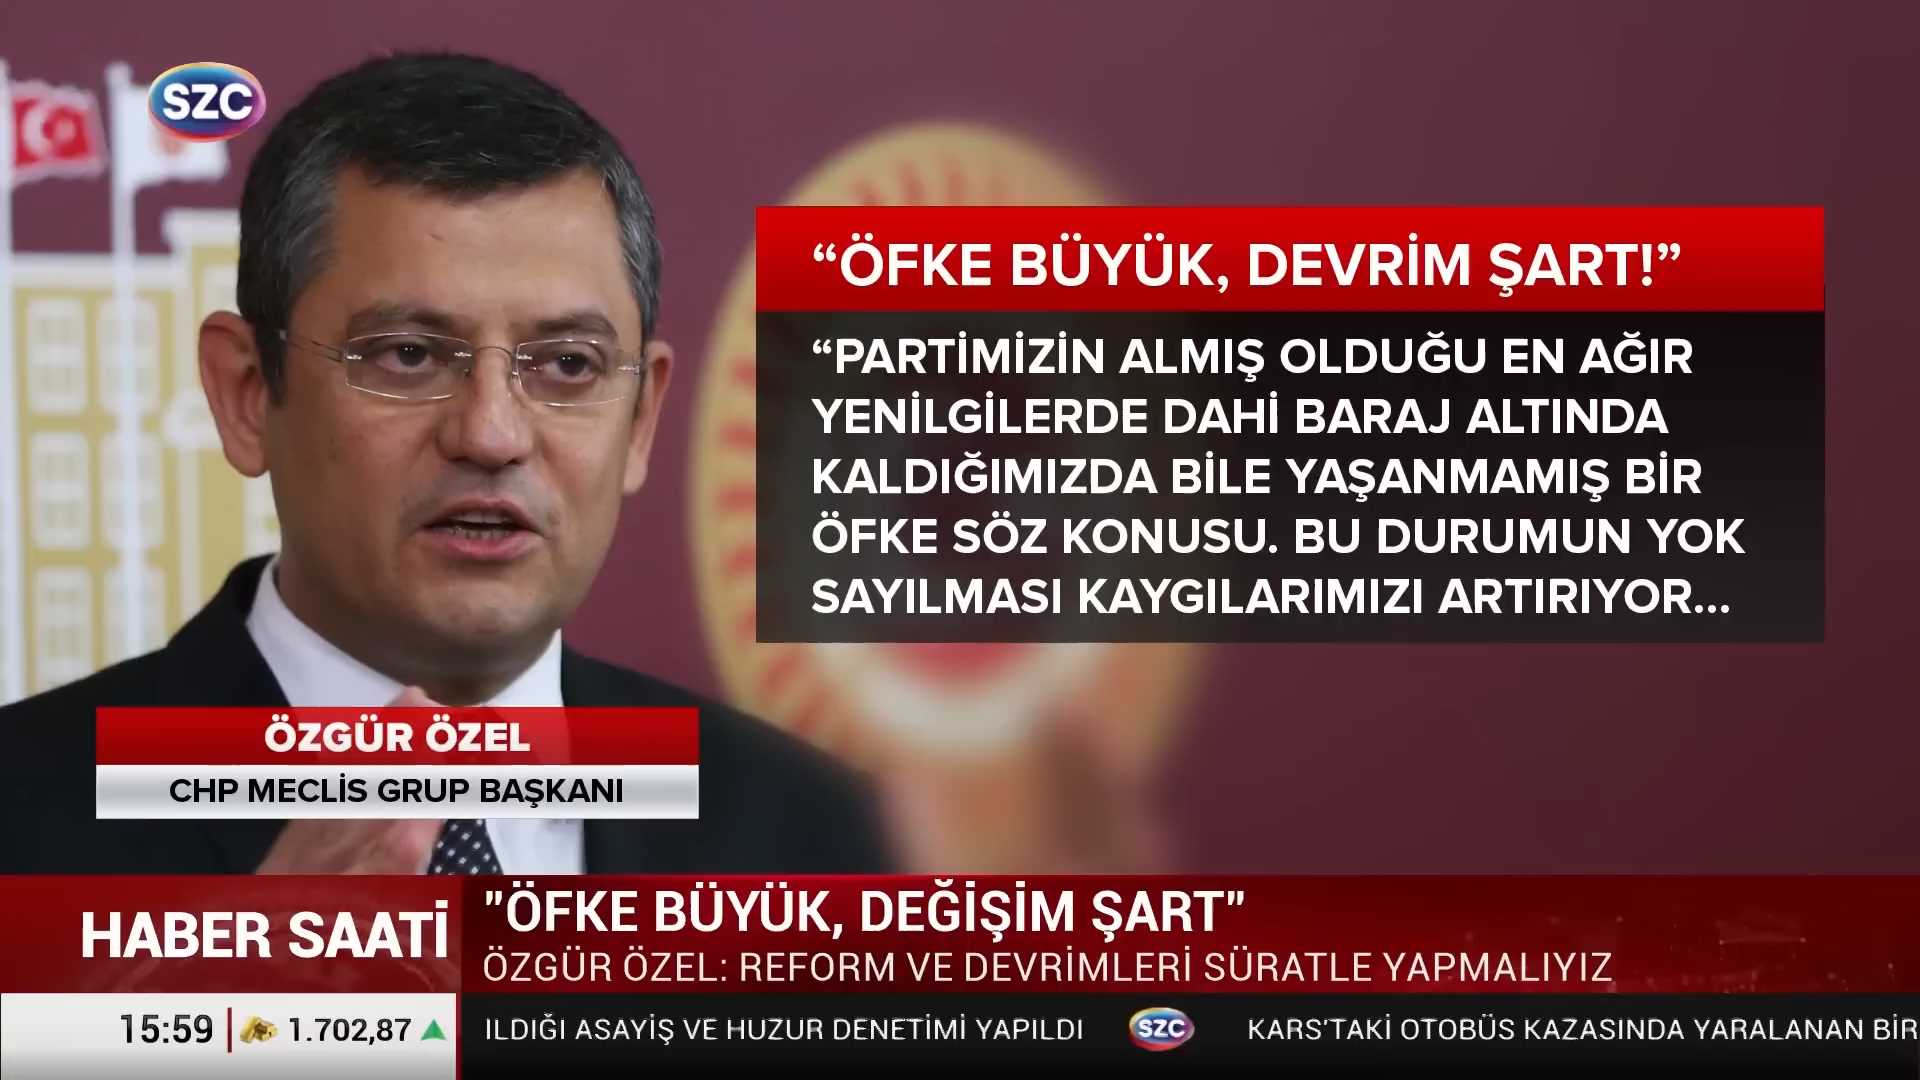 SZC
“ÖFKE BÜYÜK, DEVRİM ŞART!”
“PARTİMİZİN ALMIŞ OLDUĞU EN AĞIR
YENİLGİLERDE DAHİ BARAJ ALTINDA
KALDIĞIMIZDA BİLE YAŞANMAMIŞ BİR
ÖFKE SÖZ KONUSU. BU DURUMUN YOK
SAYILMASI KAYGILARIMIZI ARTIRIYOR...
ÖZGÜR ÖZEL
CHP MECLİS GRUP BAŞKANI
HABER SAATİ
"ÖFKE BÜYÜK, DEĞİŞİM ŞART"
ÖZGÜR ÖZEL: REFORM VE DEVRİMLERİ SÜRATLE YAPMALIYIZ
15:59 1.702,87
ILDIĞI ASAYİŞ VE HUZUR DENETİMİ YAPILDI SZC KARS'TAKİ OTOBÜS KAZASINDA YARALANAN BİR